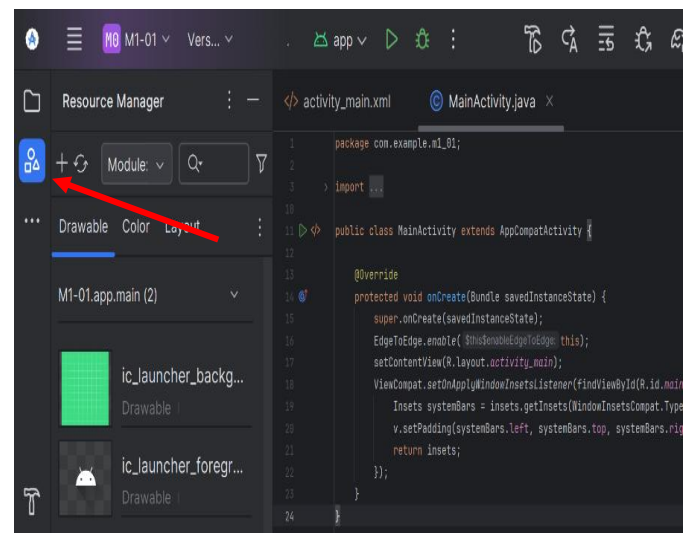 M0 M1-01 Vers... app
Resource Manager
activity_main.xml MainActivity.java
Module:
Drawable Color Layout
M1-01.app.main (2)
ic_launcher_backg...
Drawable
ic_launcher_foregr...
Drawable
1 package com.example.m1_01;
2
3 import ...
10
11 public class MainActivity extends AppCompatActivity {
12
13 @Override
14 protected void onCreate(Bundle savedInstanceState) {
15 super.onCreate(savedInstanceState);
16 EdgeToEdge.enable( $this$enableEdgeToEdge: this);
17 setContentView(R.layout.activity_main);
18 ViewCompat.setOnApplyWindowInsetsListener(findViewById(R.id.main
19 Insets systemBars = insets.getInsets(WindowInsetsCompat.Type
20 v.setPadding(systemBars.left, systemBars.top, systemBars.rig
21 return insets;
22 });
23 }
24 }